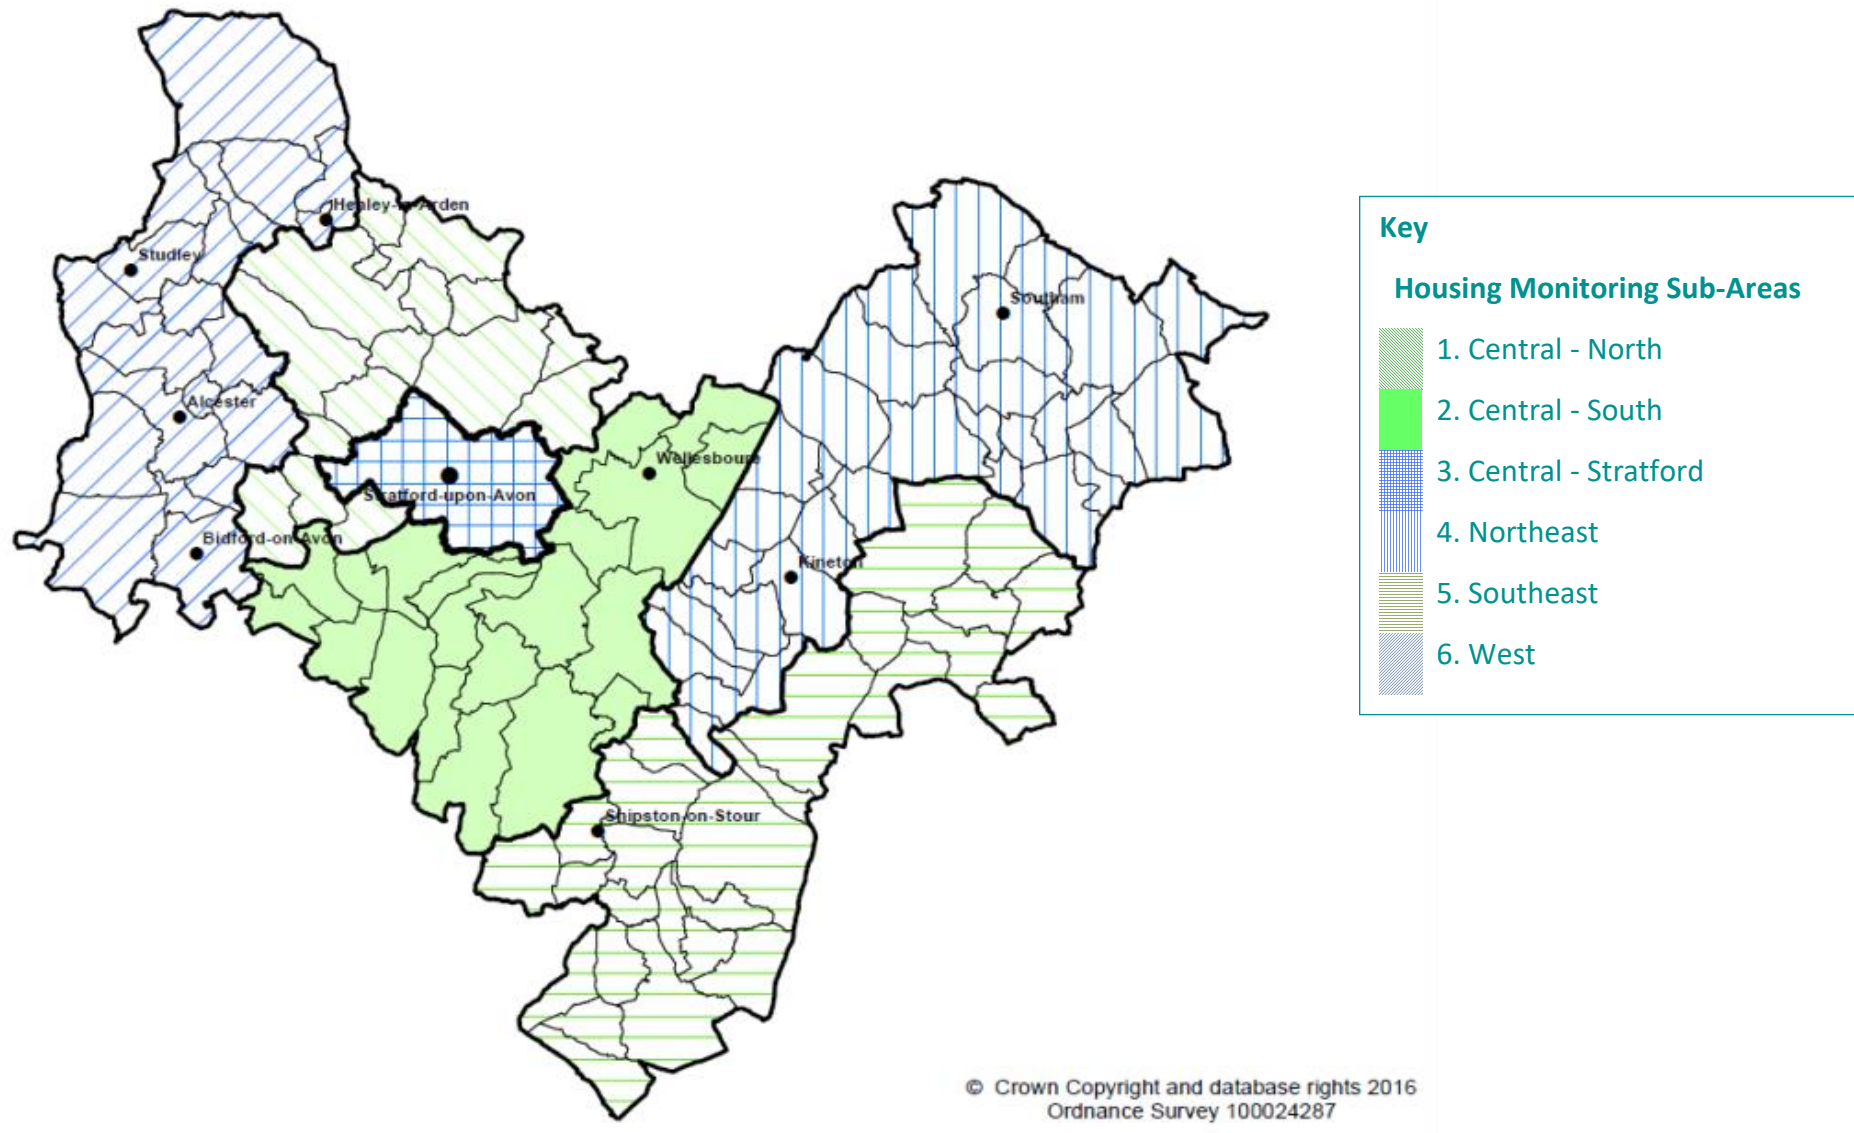 Henley-in-Arden
Studley
Alcester
Bidford-on-Avon
Stratford-upon-Avon
Wellesbourne
Southam
Kineton
Shipston-on-Stour
Key
Housing Monitoring Sub-Areas
1. Central - North
2. Central - South
3. Central - Stratford
4. Northeast
5. Southeast
6. West
© Crown Copyright and database rights 2016
Ordnance Survey 100024287